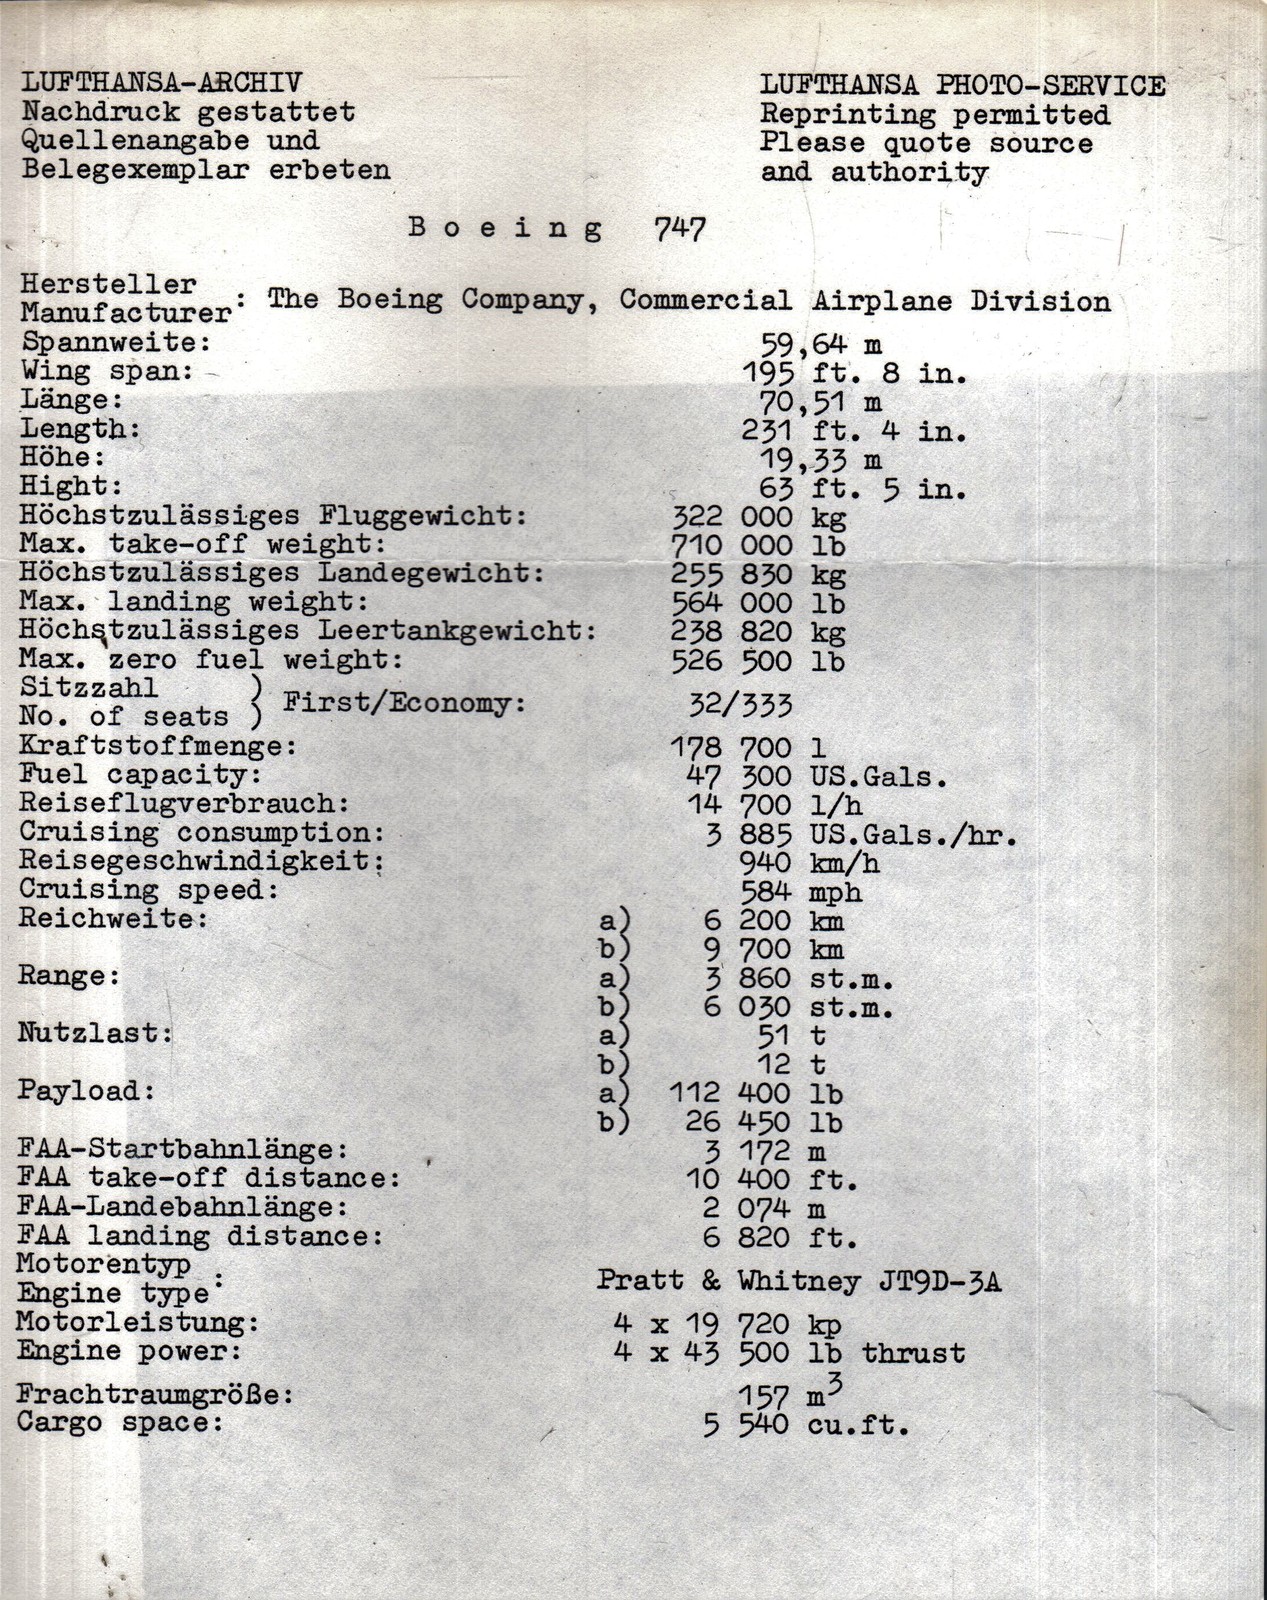 LUFTHANSA-ARCHIV
Nachdruck gestattet
Quellenangabe und
Belegexemplar erbeten
LUFTHANSA PHOTO-SERVICE
Reprinting permitted
Please quote source
and authority
B o e i n g 747
Hersteller
Manufacturer : The Boeing Company, Commercial Airplane Division
Spannweite: 59,64 m
Wing span: 195 ft. 8 in.
Länge: 70,51 m
Length: 231 ft. 4 in.
Höhe: 19,33 m
Hight: 63 ft. 5 in.
Höchstzulässiges Fluggewicht: 322 000 kg
Max. take-off weight: 710 000 lb
Höchstzulässiges Landegewicht: 255 830 kg
Max. landing weight: 564 000 lb
Höchstzulässiges Leertankgewicht: 238 820 kg
Max. zero fuel weight: 526 500 lb
Sitzzahl )
No. of seats ) First/Economy: 32/333
Kraftstoffmenge: 178 700 l
Fuel capacity: 47 300 US.Gals.
Reiseflugverbrauch: 14 700 l/h
Cruising consumption: 3 885 US.Gals./hr.
Reisegeschwindigkeit: 940 km/h
Cruising speed: 584 mph
Reichweite: a) 6 200 km
b) 9 700 km
Range: a) 3 860 st.m.
b) 6 030 st.m.
Nutzlast: a) 51 t
b) 12 t
Payload: a) 112 400 lb
b) 26 450 lb
FAA-Startbahnlänge: 3 172 m
FAA take-off distance: 10 400 ft.
FAA-Landebahnlänge: 2 074 m
FAA landing distance: 6 820 ft.
Motorentyp
Engine type : Pratt & Whitney JT9D-3A
Motorleistung: 4 x 19 720 kp
Engine power: 4 x 43 500 lb thrust
Frachtraumgröße: 157 m³
Cargo space: 5 540 cu.ft.